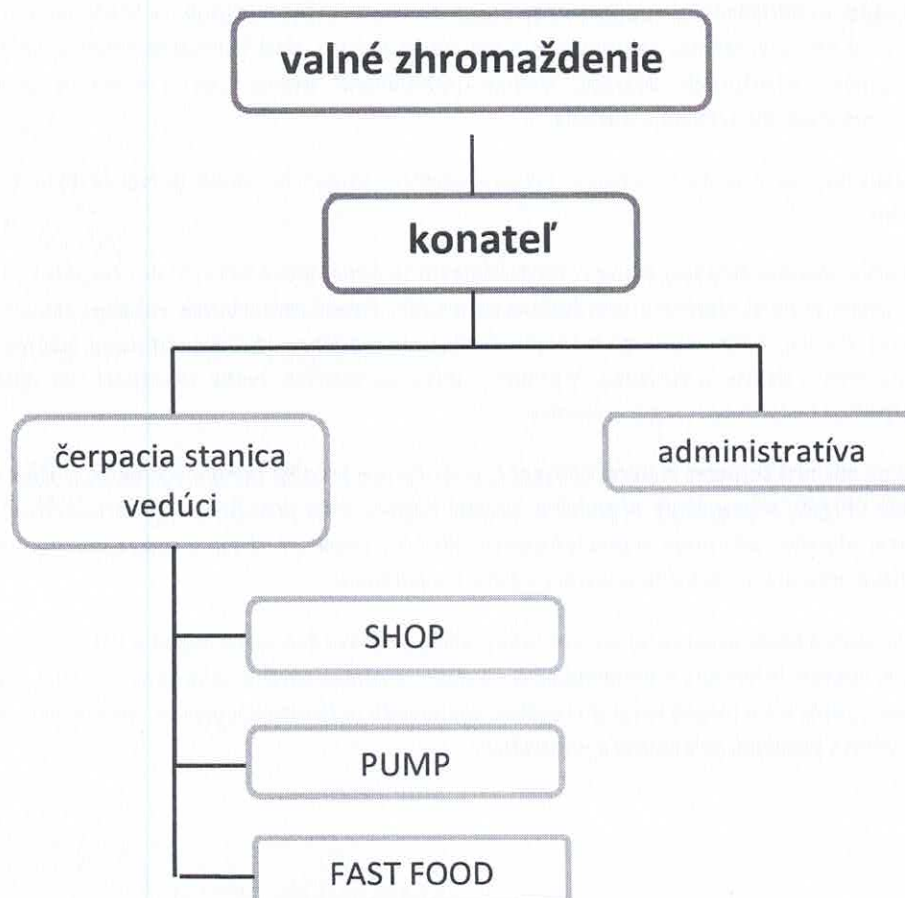 valné zhromaždenie
konateľ
čerpacia stanica
vedúci
administratíva
SHOP
PUMP
FAST FOOD